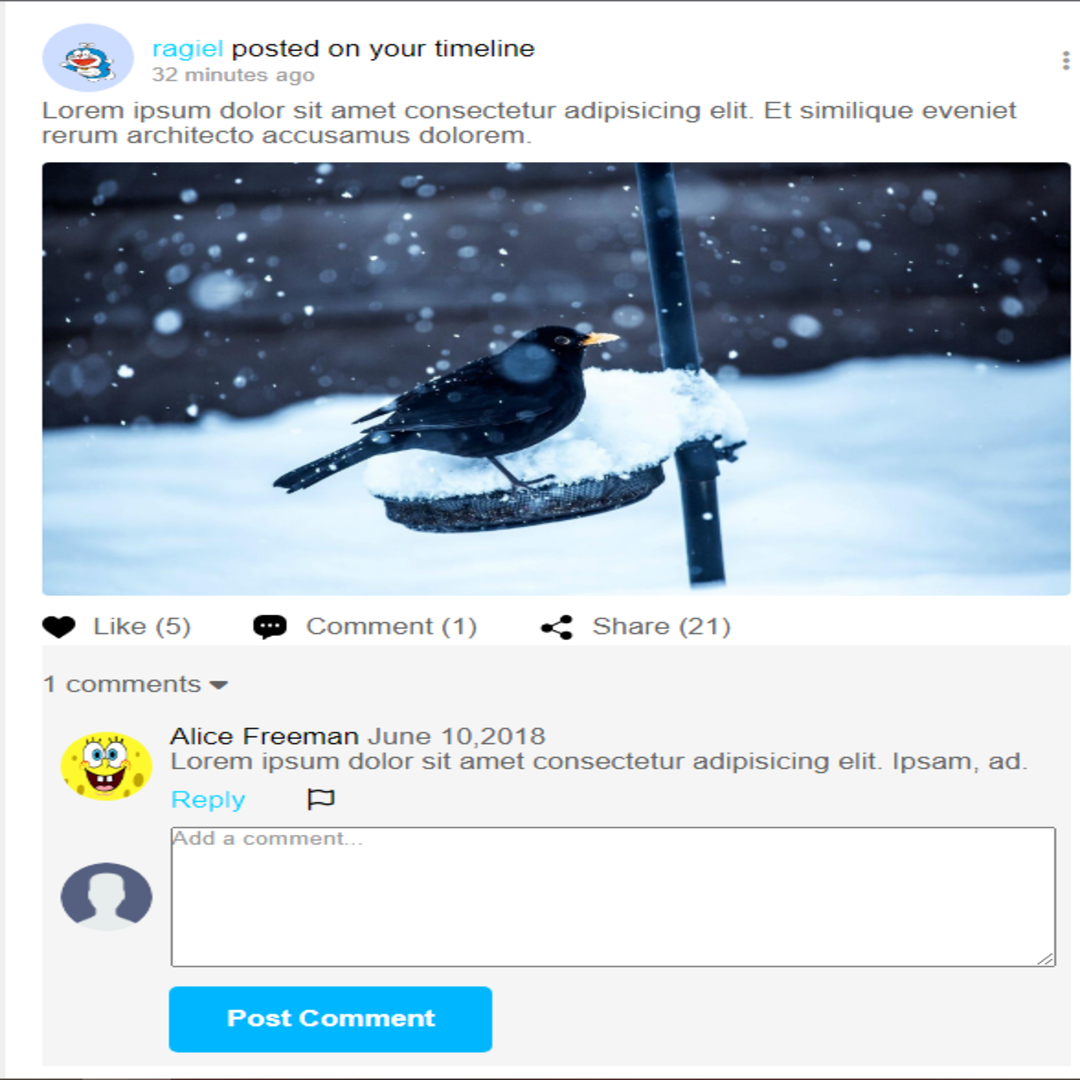 ragiel posted on your timeline
32 minutes ago
Lorem ipsum dolor sit amet consectetur adipisicing elit. Et similique eveniet
rerum architecto accusamus dolorem.
Like (5) Comment (1) Share (21)
1 comments
Alice Freeman June 10,2018
Lorem ipsum dolor sit amet consectetur adipisicing elit. Ipsam, ad.
Reply
Add a comment...
Post Comment